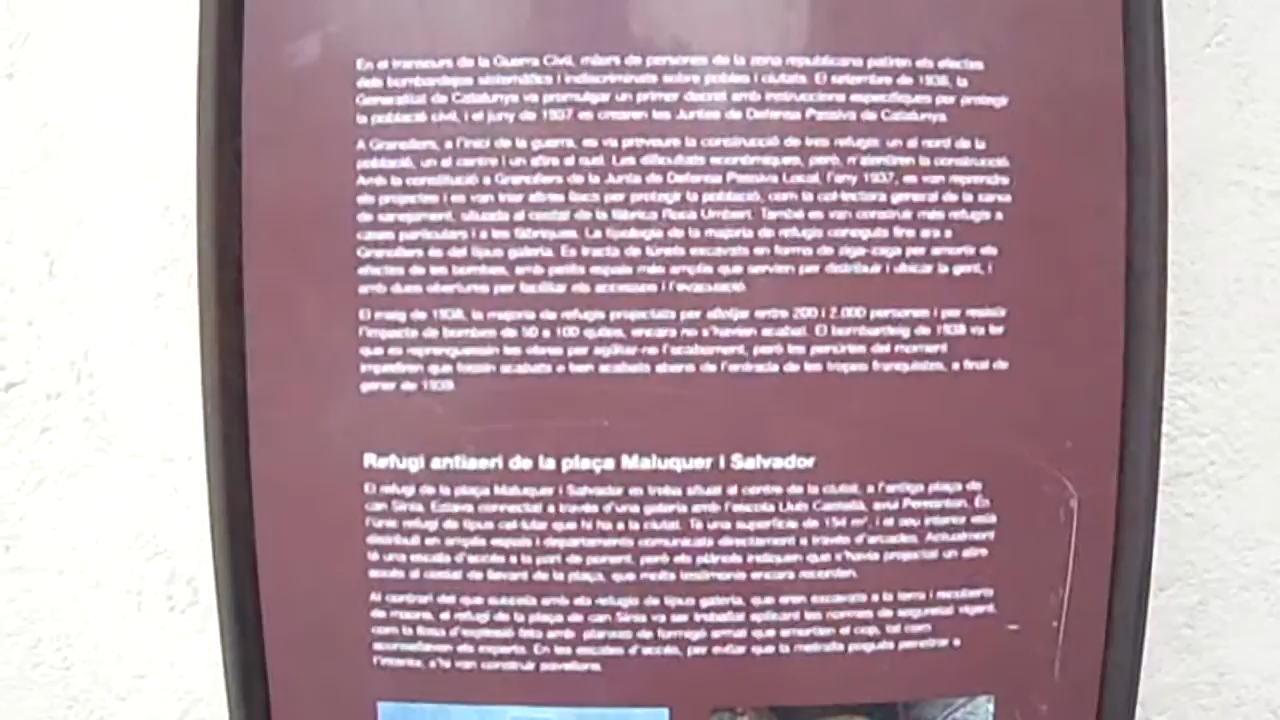 En el transcurs de la Guerra Civil, milers de persones de la zona republicana patiren els efectes
dels bombardejos sistemàtics i indiscriminats sobre pobles i ciutats. El setembre de 1936, la
Generalitat de Catalunya va promulgar un primer decret amb instruccions específiques per protegir
la població civil, i el juny de 1937 es crearen les Juntes de Defensa Passiva de Catalunya.
A Granollers, a l'inici de la guerra, es va preveure la construcció de tres refugis: un al nord de la
població, un al centre i un altre al sud. Les dificultats econòmiques, però, n'alentiren la construcció.
Amb la constitució a Granollers de la Junta de Defensa Passiva Local, l'any 1937, es van reprendre
els projectes i es van triar altres llocs per protegir la població, com la col·lectora general de la xarxa
de sanejament, situada al costat de la fàbrica Roca Umbert. També es van construir més refugis a
cases particulars i a les fàbriques. La tipologia de la majoria de refugis coneguts fins ara a
Granollers és del tipus galeria. Es tracta de túnels excavats en forma de ziga-zaga per amortir els
efectes de les bombes, amb petits espais més amplis que servien per distribuir i ubicar la gent, i
amb dues obertures per facilitar els accessos i l'evacuació.
El maig de 1938, la majoria de refugis projectats per allotjar entre 200 i 2.000 persones i per resistir
l'impacte de bombes de 50 a 100 quilos, encara no s'havien acabat. El bombardeig de 1938 va fer
que es reprenguessin les obres per agilitar-ne l'acabament, però les penúries del moment
impediren que fossin acabats o ben acabats abans de l'entrada de les tropes franquistes, a final de
gener de 1939.
Refugi antiaeri de la plaça Maluquer i Salvador
El refugi de la plaça Maluquer i Salvador es troba situat al centre de la ciutat, a l'antiga plaça de
can Sínia. Estava connectat a través d'una galeria amb l'escola Lluís Castellà, avui Pereanton. És
l'únic refugi de tipus cel·lular que hi ha a la ciutat. Té una superfície de 154 m², i el seu interior està
distribuït en amplis espais i departaments comunicats directament a través d'arcades. Actualment
té una escala d'accés a la part de ponent, però els plànols indiquen que s'havia projectat un altre
accés al costat de llevant de la plaça, que molts testimonis encara recorden.
Al contrari del que succeïa amb els refugis de tipus galeria, que eren excavats a la terra i recoberts
de maons, el refugi de la plaça de can Sínia va ser treballat aplicant les normes de seguretat vigent,
com la llosa d'explosió feta amb planxes de formigó armat que amortien el cop, tal com
aconsellaven els experts. En les escales d'accés, per evitar que la metralla pogués penetrar a
l'interior, s'hi van construir pavellons.